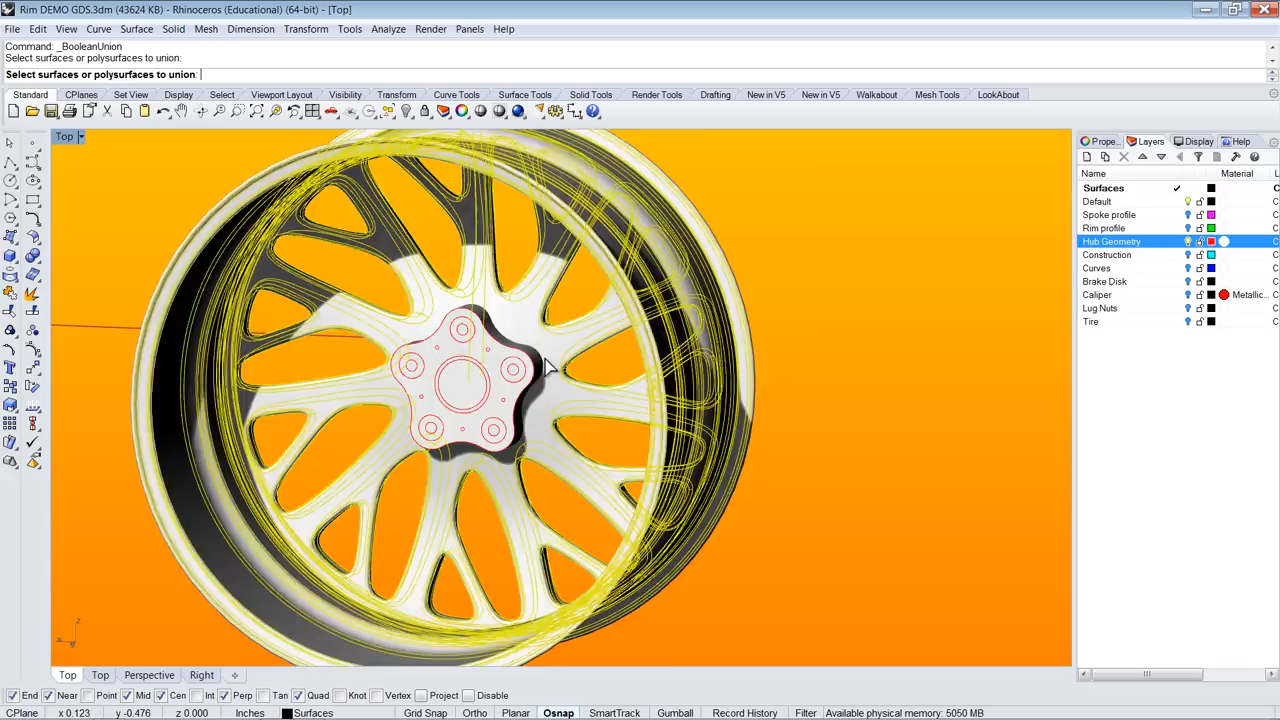 Rim DEMO GDS.3dm (43624 KB) - Rhinoceros (Educational) (64-bit) - [Top]
File Edit View Curve Surface Solid Mesh Dimension Transform Tools Analyze Render Panels Help
Command: _BooleanUnion
Select surfaces or polysurfaces to union:
Select surfaces or polysurfaces to union:
Standard CPlanes Set View Display Select Viewport Layout Visibility Transform Curve Tools Surface Tools Solid Tools Render Tools Drafting New in V5 New in V5 Walkabout Mesh Tools LookAbout
Top
Prope... Layers Display Help
Name Material L
Surfaces C
Default C
Spoke profile C
Rim profile C
Hub Geometry C
Construction C
Curves C
Brake Disk C
Caliper Metallic... C
Lug Nuts C
Tire C
z
x y
Top Top Perspective Right
End Near Point Mid Cen Int Perp Tan Quad Knot Vertex Project Disable
CPlane x 0.123 y -0.476 z 0.000 Inches Surfaces Grid Snap Ortho Planar Osnap SmartTrack Gumball Record History Filter Available physical memory: 5050 MB